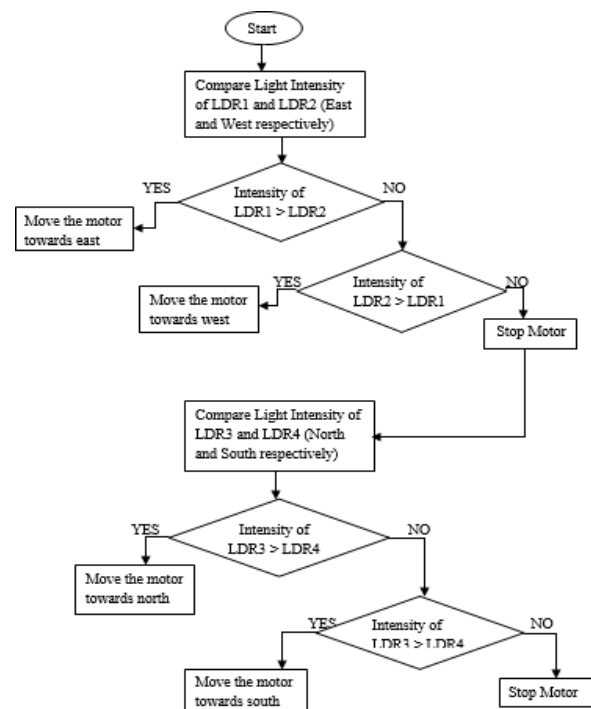 Start
Compare Light Intensity
of LDR1 and LDR2 (East
and West respectively)
YES
Intensity of
LDR1 > LDR2
NO
Move the motor
towards east
YES
Intensity of
LDR2 > LDR1
NO
Move the motor
towards west
Stop Motor
Compare Light Intensity of
LDR3 and LDR4 (North
and South respectively)
YES
Intensity of
LDR3 > LDR4
NO
Move the motor
towards north
YES
Intensity of
LDR3 > LDR4
NO
Move the motor
towards south
Stop Motor